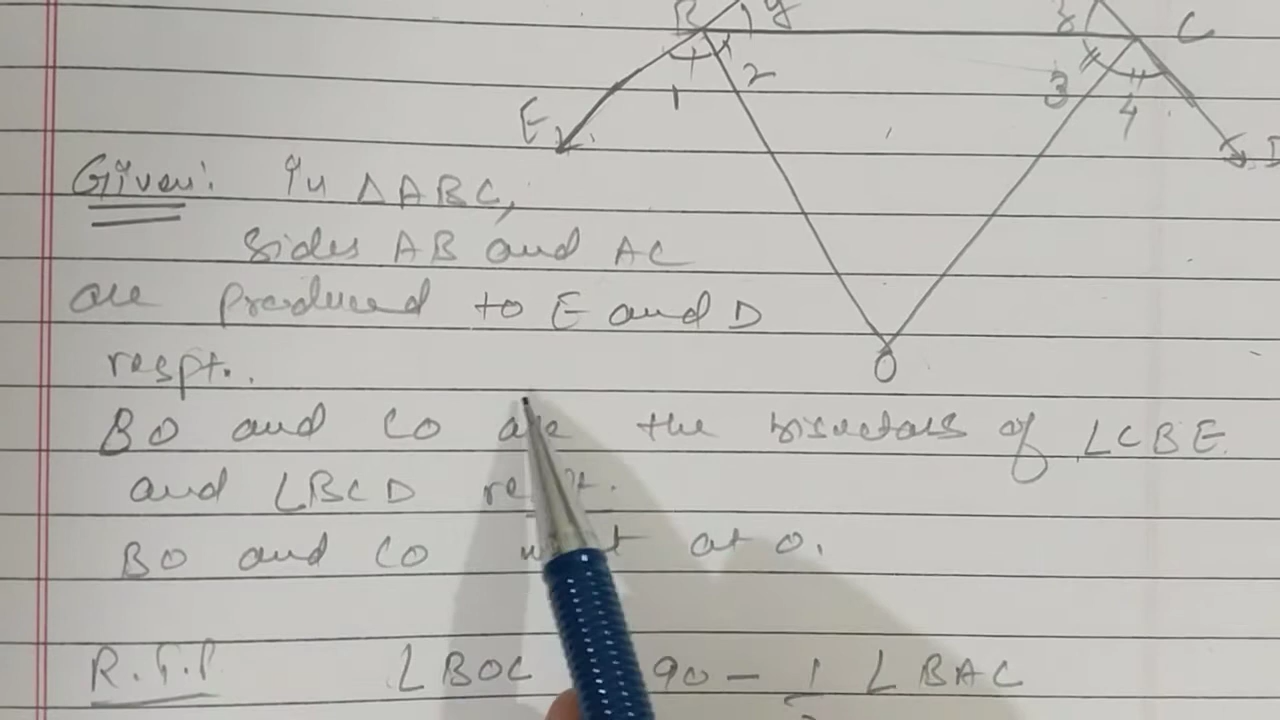 B y
z C
1 2
3 4
E
D
Given: In △ABC,
sides AB and AC
are produced to E and D
respt.
BO and CO are the bisectors of ∠CBE
and ∠BCD respt.
BO and CO meet at O.
O
R.T.P ∠BOC 90 - 1 ∠BAC
2